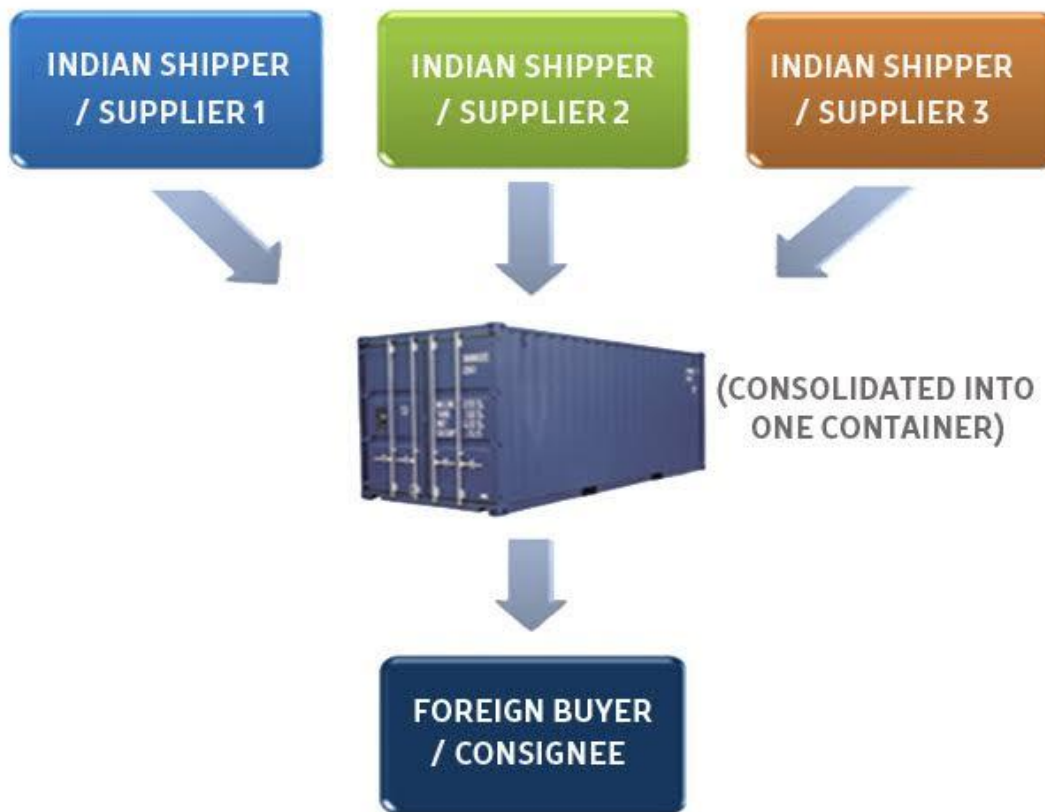 INDIAN SHIPPER
/ SUPPLIER 1
INDIAN SHIPPER
/ SUPPLIER 2
INDIAN SHIPPER
/ SUPPLIER 3
(CONSOLIDATED INTO
ONE CONTAINER)
FOREIGN BUYER
/ CONSIGNEE